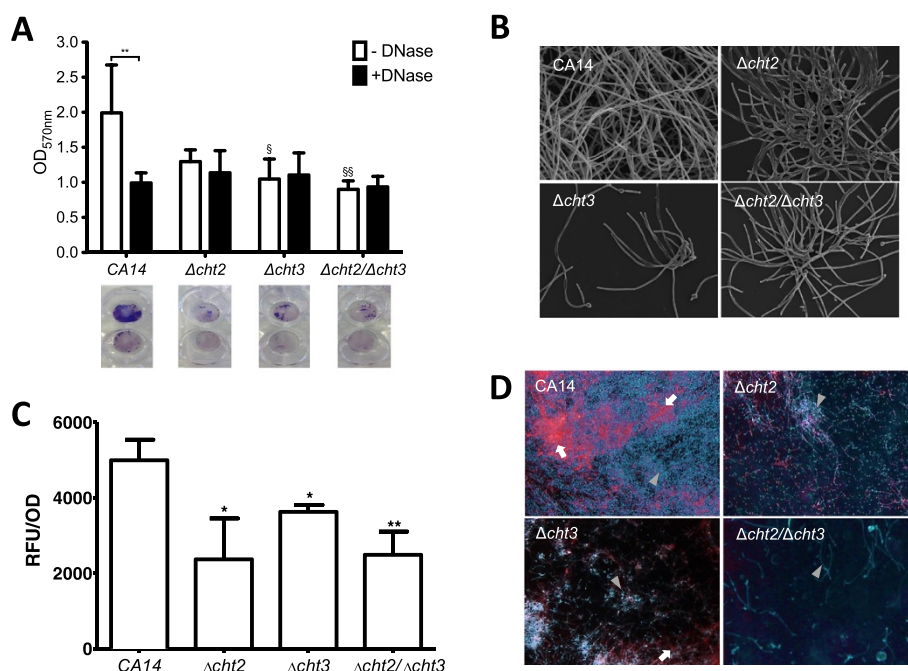 A
3.0
2.5
2.0
1.5
1.0
0.5
0.0
OD570nm
**
§
§§
- DNase
+DNase
CA14
Δcht2
Δcht3
Δcht2/Δcht3
B
CA14
Δcht2
Δcht3
Δcht2/Δcht3
C
6000
4000
2000
0
RFU/OD
*
*
**
CA14
Δcht2
Δcht3
Δcht2/Δcht3
D
CA14
Δcht2
Δcht3
Δcht2/Δcht3